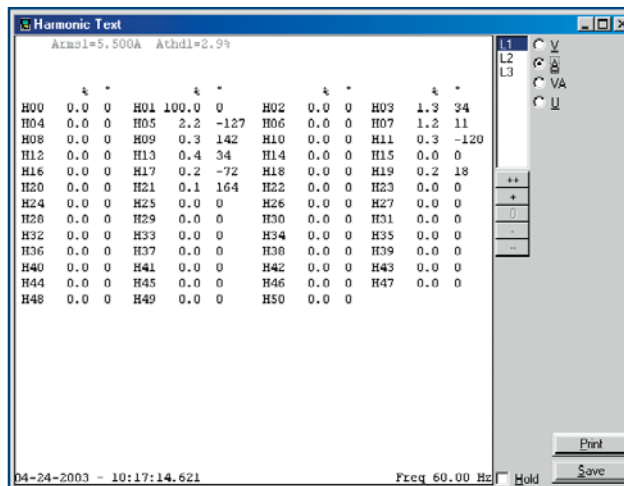 Harmonic Text
Arms1=5.500A Athd1=2.9%
% ° % ° % ° % °
H00 0.0 0 H01 100.0 0 H02 0.0 0 H03 1.3 34
H04 0.0 0 H05 2.2 -127 H06 0.0 0 H07 1.2 11
H08 0.0 0 H09 0.3 142 H10 0.0 0 H11 0.3 -120
H12 0.0 0 H13 0.4 34 H14 0.0 0 H15 0.0 0
H16 0.0 0 H17 0.2 -72 H18 0.0 0 H19 0.2 18
H20 0.0 0 H21 0.1 164 H22 0.0 0 H23 0.0 0
H24 0.0 0 H25 0.0 0 H26 0.0 0 H27 0.0 0
H28 0.0 0 H29 0.0 0 H30 0.0 0 H31 0.0 0
H32 0.0 0 H33 0.0 0 H34 0.0 0 H35 0.0 0
H36 0.0 0 H37 0.0 0 H38 0.0 0 H39 0.0 0
H40 0.0 0 H41 0.0 0 H42 0.0 0 H43 0.0 0
H44 0.0 0 H45 0.0 0 H46 0.0 0 H47 0.0 0
H48 0.0 0 H49 0.0 0 H50 0.0 0
04-24-2003 - 10:17:14.621 Freq 60.00 Hz
L1
L2
L3
V
A
VA
U
++
+
0
-
--
Print
Hold
Save